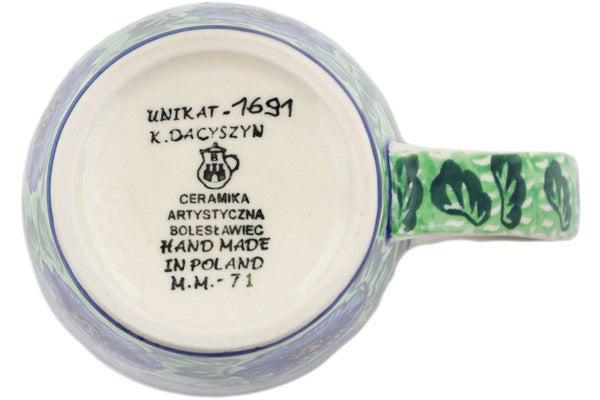 UNIKAT-1691
K.DACYSZYN
CERAMIKA
ARTYSTYCZNA
BOLESŁAWIEC
HAND MADE
IN POLAND
M.M.-71